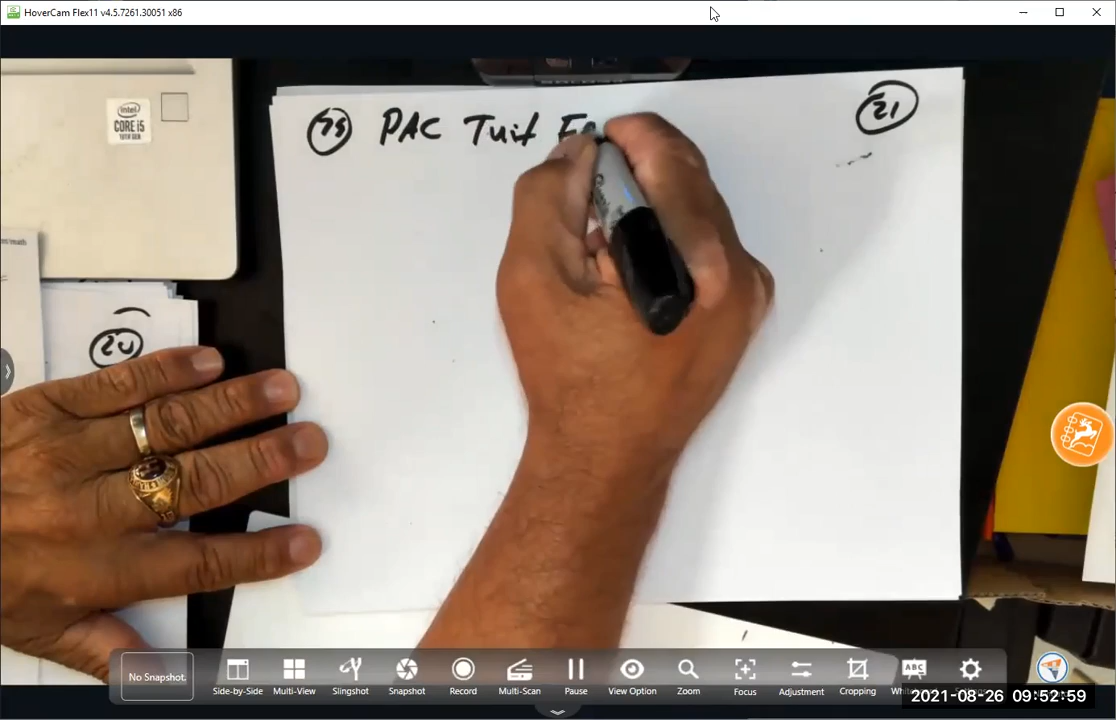 HoverCam Flex11 v4.5.7261.30051 x86
intel
CORE i5
10TH GEN
75 PAC Tuit
21
20
No Snapshot.
Side-by-Side
Multi-View
Slingshot
Snapshot
Record
Multi-Scan
Pause
View Option
Zoom
Focus
Adjustment
Cropping
ABC
2021-08-26 09:52:59